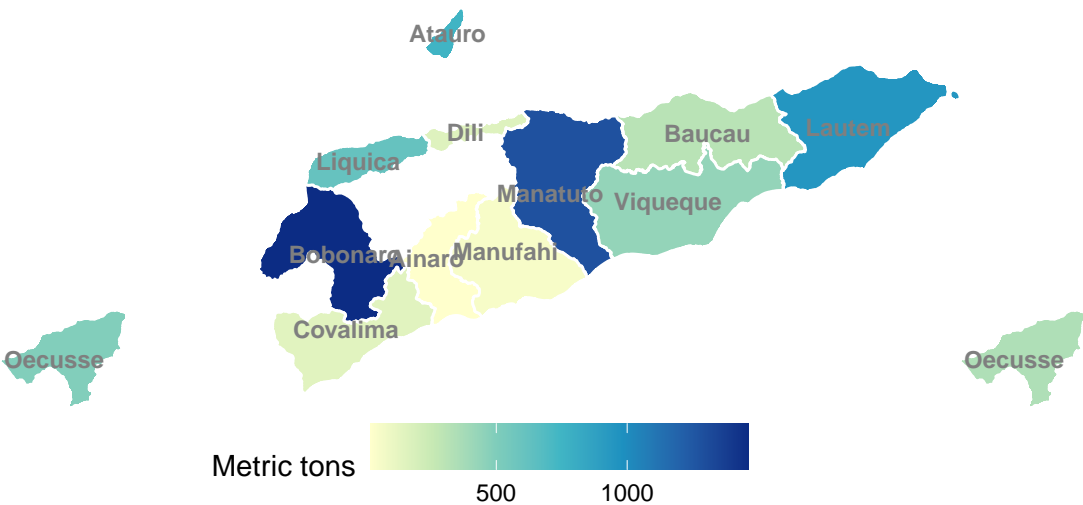 Atauro
Dili
Baucau
Lautem
Liquica
Manatuto
Viqueque
Bobonaro
Ainaro
Manufahi
Covalima
Oecusse
Oecusse
Metric tons
500
1000